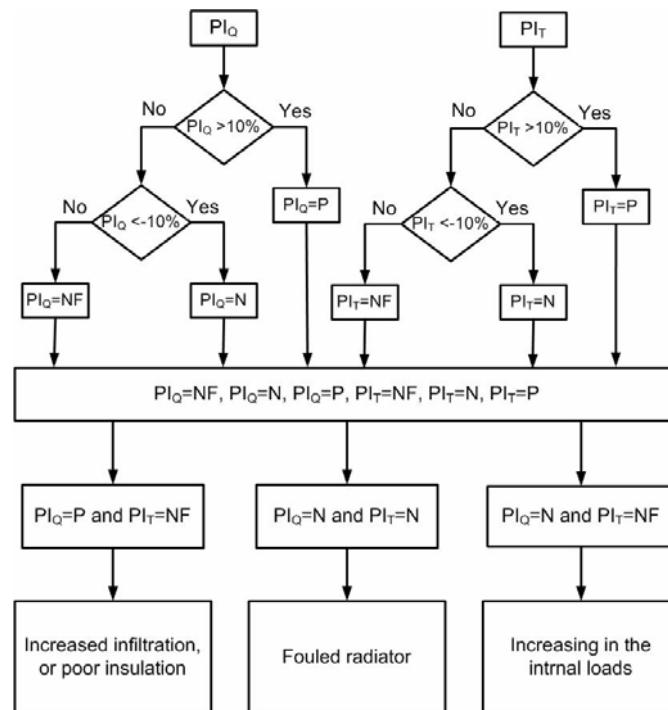 PI_Q
PI_T
No
Yes
No
Yes
PI_Q >10%
PI_T >10%
No
Yes
No
Yes
PI_Q=P
PI_T=P
PI_Q <-10%
PI_T <-10%
PI_Q=NF
PI_Q=N
PI_T=NF
PI_T=N
PI_Q=NF, PI_Q=N, PI_Q=P, PI_T=NF, PI_T=N, PI_T=P
PI_Q=P and PI_T=NF
PI_Q=N and PI_T=N
PI_Q=N and PI_T=NF
Increased infiltration,
or poor insulation
Fouled radiator
Increasing in the
intrnal loads